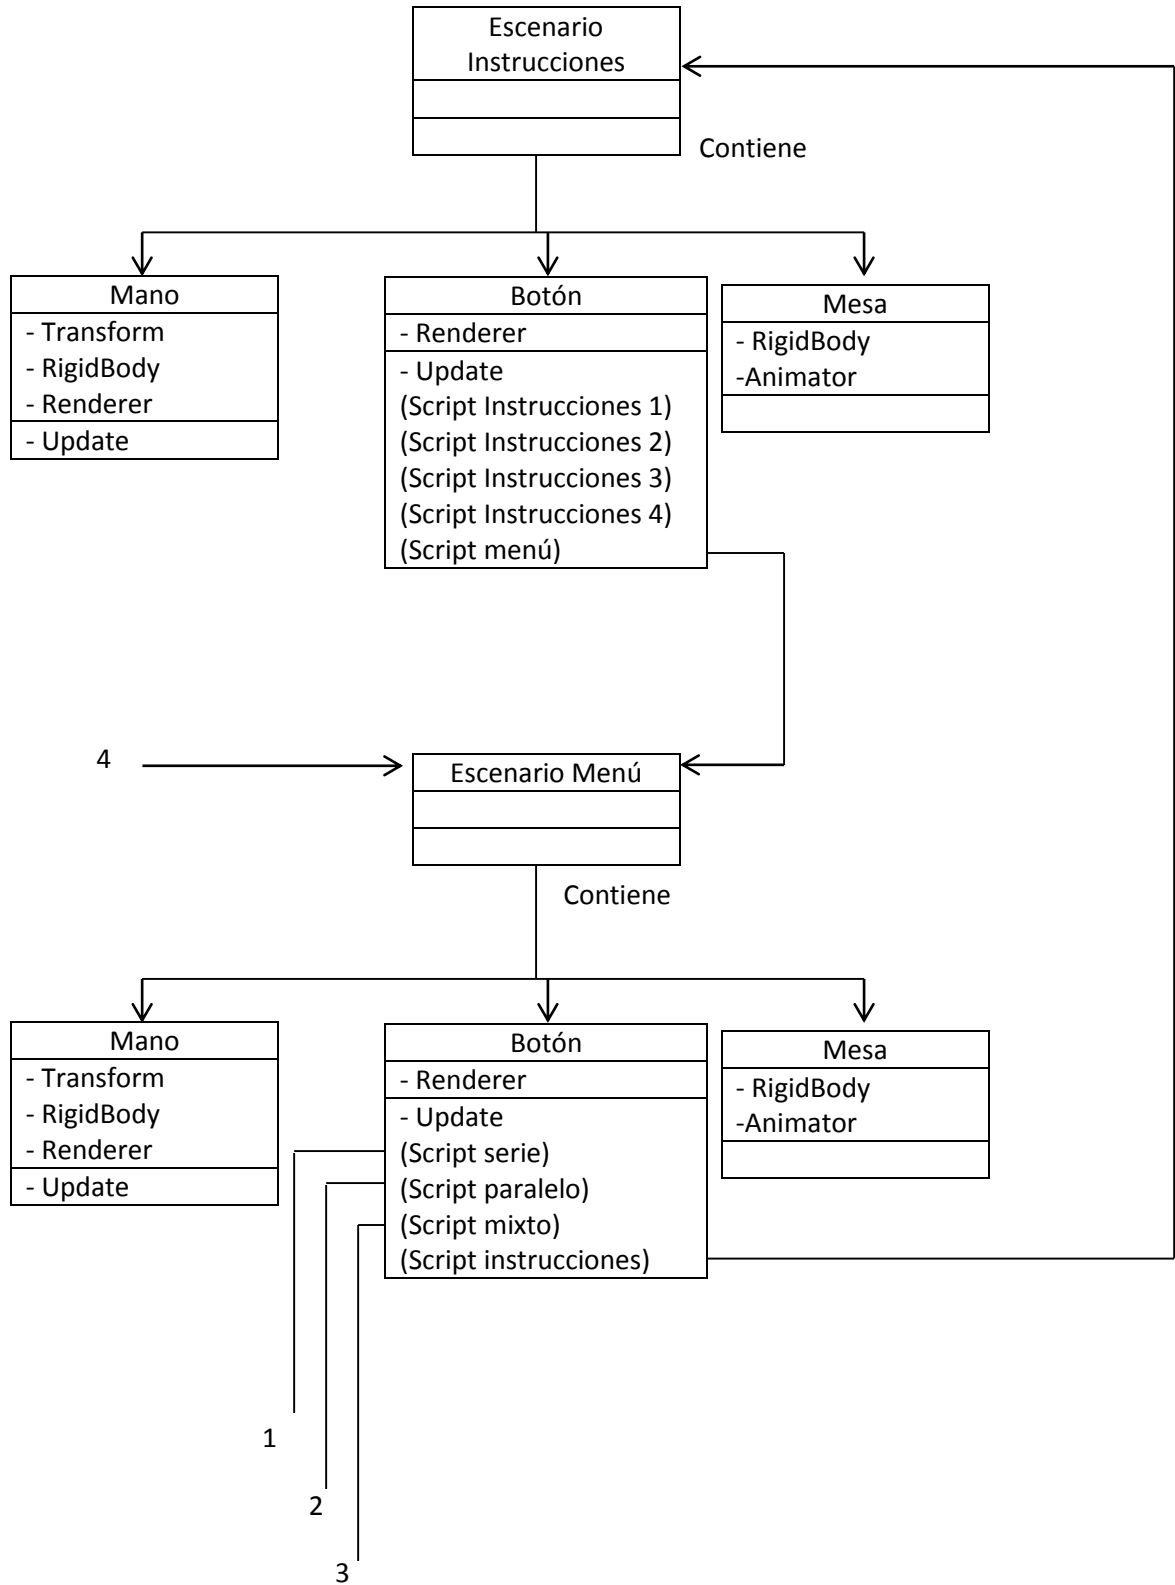 Escenario
Instrucciones
Contiene
Mano
- Transform
- RigidBody
- Renderer
- Update
Botón
- Renderer
- Update
(Script Instrucciones 1)
(Script Instrucciones 2)
(Script Instrucciones 3)
(Script Instrucciones 4)
(Script menú)
Mesa
- RigidBody
-Animator
4
Escenario Menú
Contiene
Mano
- Transform
- RigidBody
- Renderer
- Update
Botón
- Renderer
- Update
(Script serie)
(Script paralelo)
(Script mixto)
(Script instrucciones)
Mesa
- RigidBody
-Animator
1
2
3